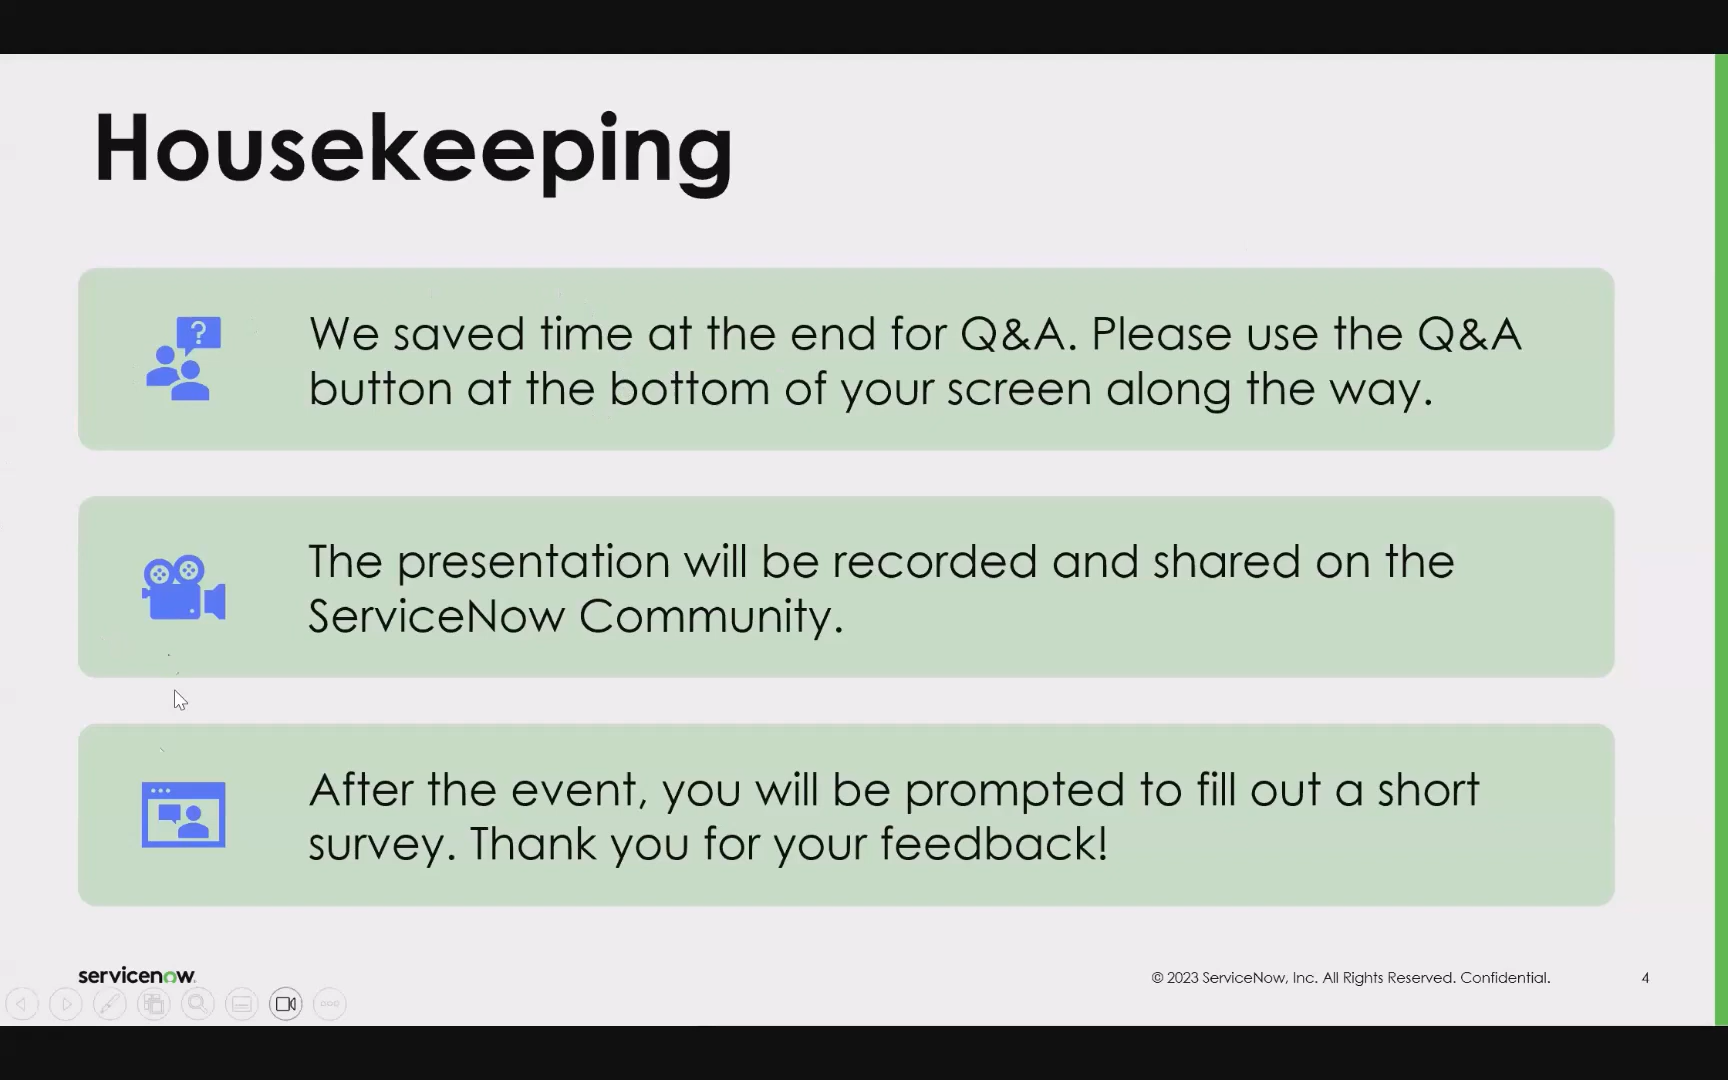 Housekeeping
?
We saved time at the end for Q&A. Please use the Q&A
button at the bottom of your screen along the way.
The presentation will be recorded and shared on the
ServiceNow Community.
After the event, you will be prompted to fill out a short
survey. Thank you for your feedback!
servicenow
© 2023 ServiceNow, Inc. All Rights Reserved. Confidential.
4